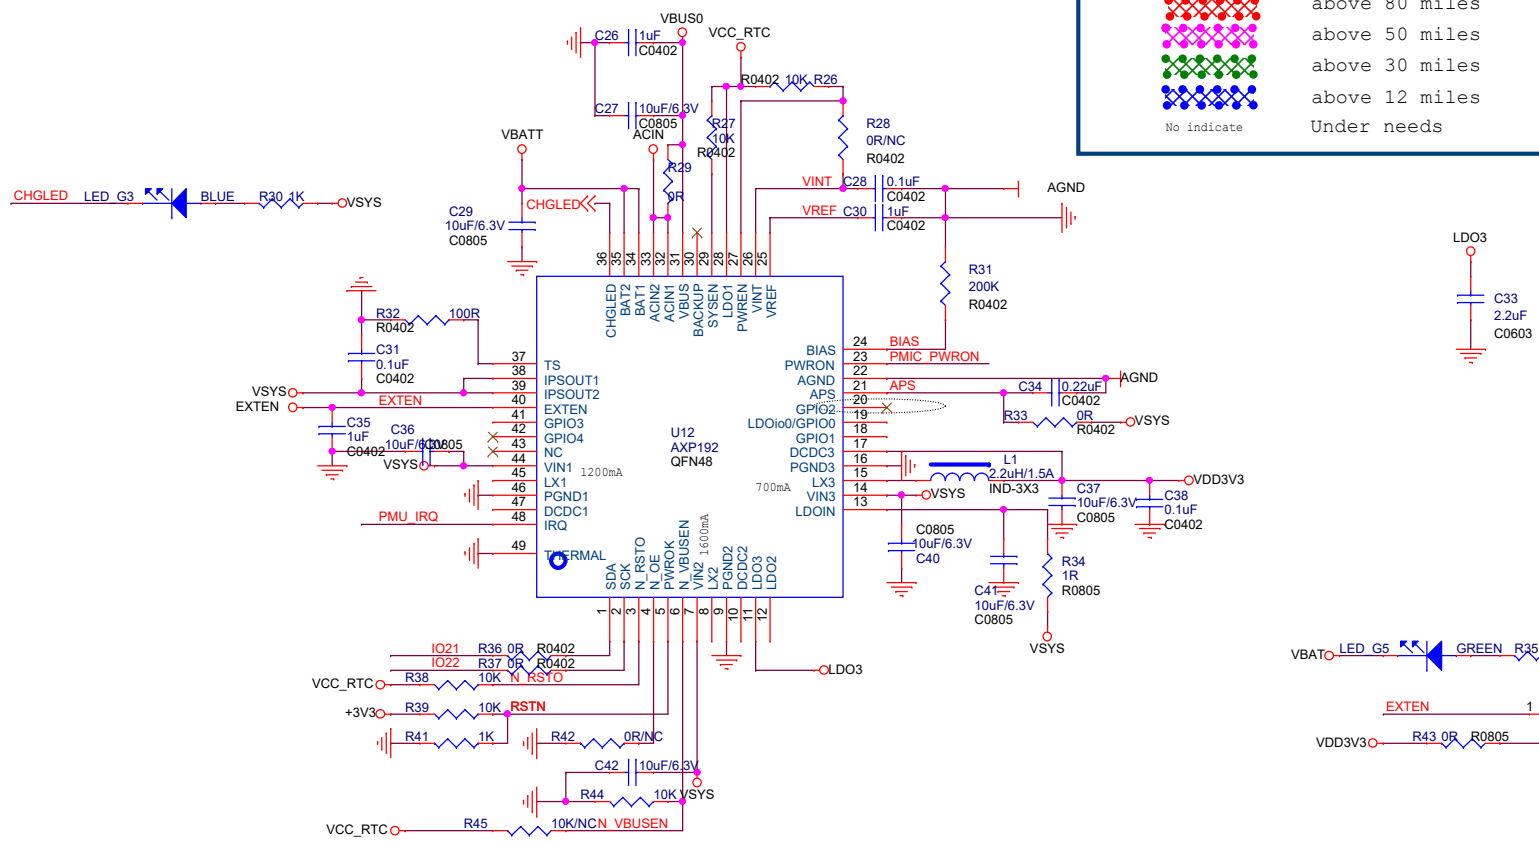 above 80 miles
above 50 miles
above 30 miles
above 12 miles
No indicate Under needs
VBUS0
C26 1uF
C0402
VCC_RTC
R0402 10K R26
C27 10uF/6.3V
C0805
ACIN
VBATT
R27
10K
R0402
R28
0R/NC
R0402
R29
0R
CHGLED LED_G3 BLUE R30 1K VSYS
CHGLED
C29
10uF/6.3V
C0805
VINT C28 0.1uF
C0402
AGND
VREF C30 1uF
C0402
LDO3
R31
200K
R0402
C33
2.2uF
C0603
36 35 34 33 32 31 30 29 28 27 26 25
CHGLED BAT2 BAT1 ACIN2 ACIN1 VBUS BACKUP SYSEN LDO1 PWREN VINT VREF
R32 100R
R0402
C31
0.1uF
C0402
VSYS
EXTEN EXTEN
C35
1uF
C0402
C36
10uF/6.3V
C0805
VSYS
PMU_IRQ
37 TS
38 IPSOUT1
39 IPSOUT2
40 EXTEN
41 GPIO3
42 GPIO4
43 NC
44 VIN1
45 LX1
46 PGND1
47 DCDC1
48 IRQ
49 THERMAL
1200mA
U12
AXP192
QFN48
700mA
1600mA
BIAS 24 BIAS
PWRON 23 PMIC_PWRON
AGND 22 AGND
APS 21 APS
GPIO2 20
LDOio0/GPIO0 19
GPIO1 18
DCDC3 17
PGND3 16
LX3 15
VIN3 14 VSYS
LDOIN 13
C34 0.22uF
C0402
R33 0R
R0402
VSYS
L1
2.2uH/1.5A
IND-3X3
VDD3V3
C37
10uF/6.3V
C0805
C38
0.1uF
C0402
C0805
10uF/6.3V
C40
C41
10uF/6.3V
C0805
R34
1R
R0805
VSYS
SDA SCK N_RSTO N_OE PWROK N_VBUSEN VIN2 LX2 PGND2 DCDC2 LDO3 LDO2
1 2 3 4 5 6 7 8 9 10 11 12
IO21 R36 0R R0402
IO22 R37 0R R0402
VCC_RTC R38 10K N_RSTO
+3V3 R39 10K RSTN
R41 1K
R42 0R/NC
C42 10uF/6.3V
VSYS
R44 10K
VCC_RTC R45 10K/NC N_VBUSEN
LDO3
VBAT LED_G5 GREEN R35
EXTEN 1
VDD3V3 R43 0R R0805